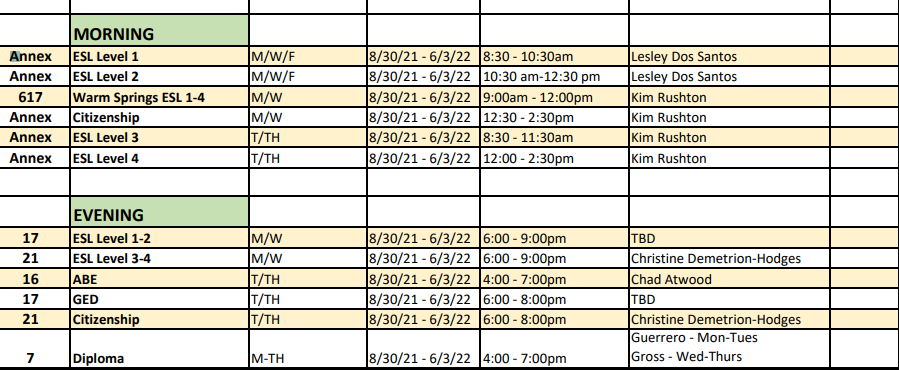 MORNING
Annex ESL Level 1 M/W/F 8/30/21 - 6/3/22 8:30 - 10:30am Lesley Dos Santos
Annex ESL Level 2 M/W/F 8/30/21 - 6/3/22 10:30 am-12:30 pm Lesley Dos Santos
617 Warm Springs ESL 1-4 M/W 8/30/21 - 6/3/22 9:00am - 12:00pm Kim Rushton
Annex Citizenship M/W 8/30/21 - 6/3/22 12:30 - 2:30pm Kim Rushton
Annex ESL Level 3 T/TH 8/30/21 - 6/3/22 8:30 - 11:30am Kim Rushton
Annex ESL Level 4 T/TH 8/30/21 - 6/3/22 12:00 - 2:30pm Kim Rushton
EVENING
17 ESL Level 1-2 M/W 8/30/21 - 6/3/22 6:00 - 9:00pm TBD
21 ESL Level 3-4 M/W 8/30/21 - 6/3/22 6:00 - 9:00pm Christine Demetrion-Hodges
16 ABE T/TH 8/30/21 - 6/3/22 4:00 - 7:00pm Chad Atwood
17 GED T/TH 8/30/21 - 6/3/22 6:00 - 8:00pm TBD
21 Citizenship T/TH 8/30/21 - 6/3/22 6:00 - 8:00pm Christine Demetrion-Hodges
Guerrero - Mon-Tues
7 Diploma M-TH 8/30/21 - 6/3/22 4:00 - 7:00pm Gross - Wed-Thurs